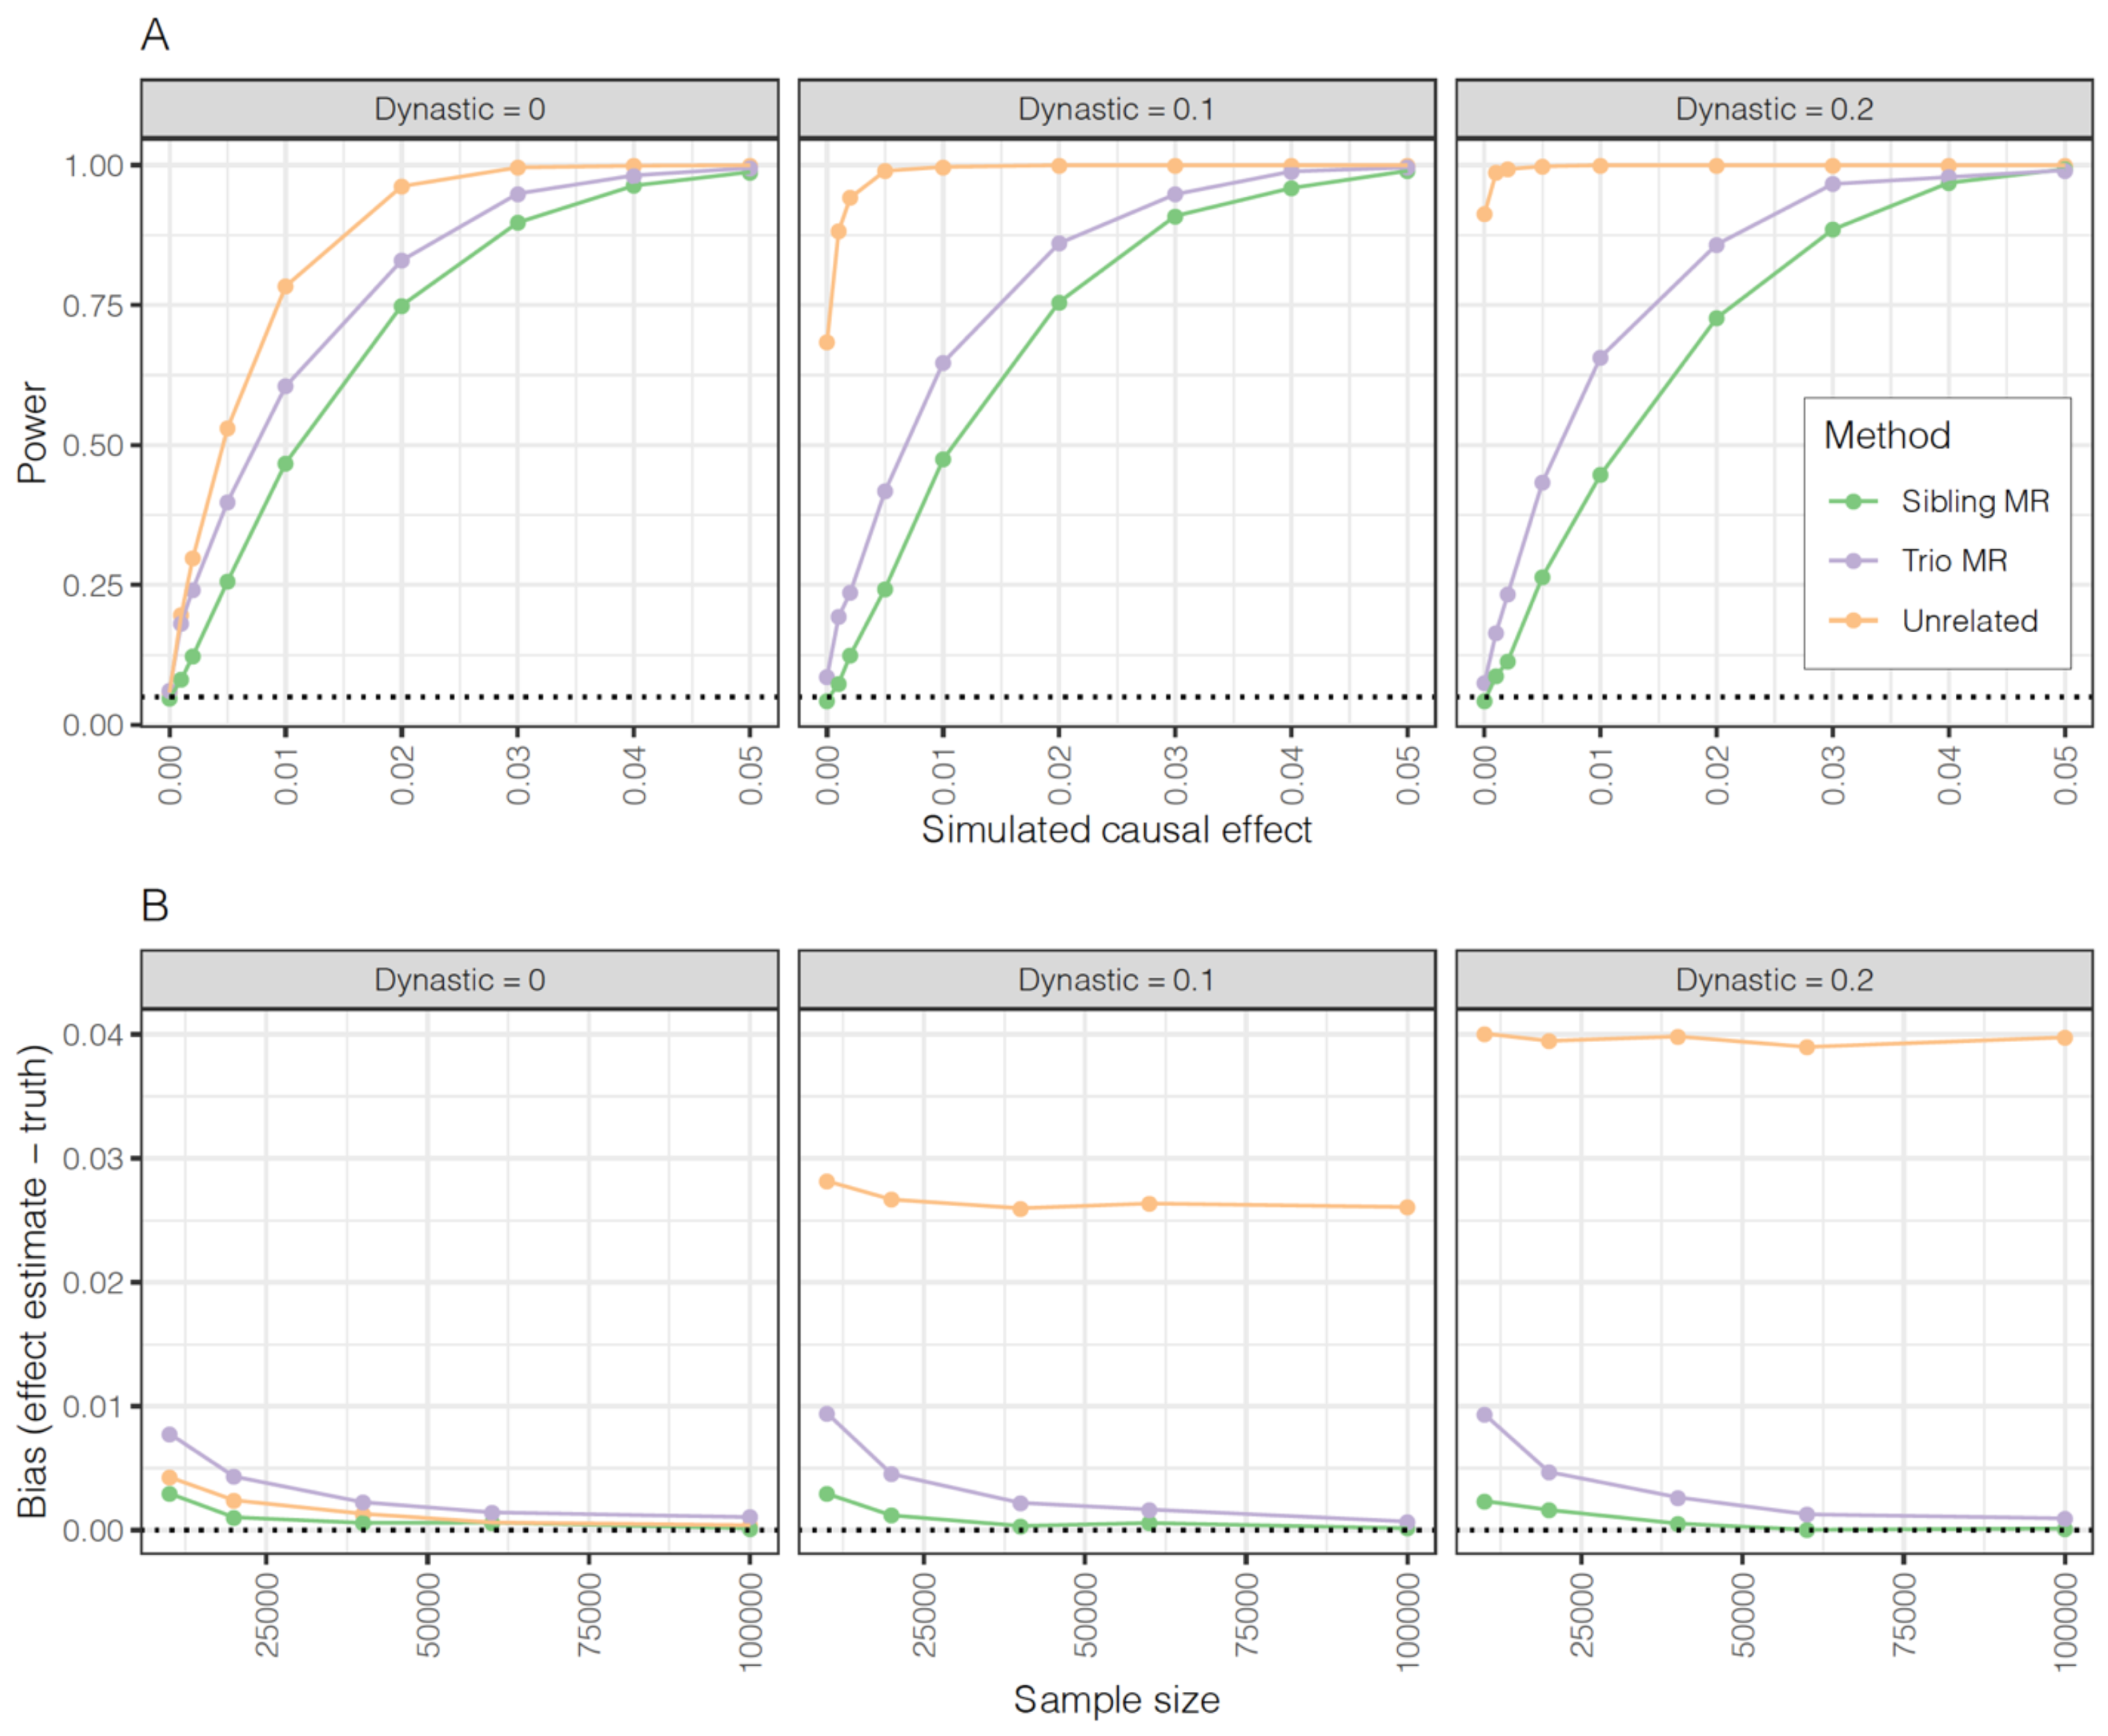 A
Dynastic = 0
Dynastic = 0.1
Dynastic = 0.2
Power
1.00
0.75
0.50
0.25
0.00
Method
Sibling MR
Trio MR
Unrelated
0.00 0.01 0.02 0.03 0.04 0.05
0.00 0.01 0.02 0.03 0.04 0.05
0.00 0.01 0.02 0.03 0.04 0.05
Simulated causal effect
B
Dynastic = 0
Dynastic = 0.1
Dynastic = 0.2
Bias (effect estimate – truth)
0.04
0.03
0.02
0.01
0.00
25000 50000 75000 100000
25000 50000 75000 100000
25000 50000 75000 100000
Sample size